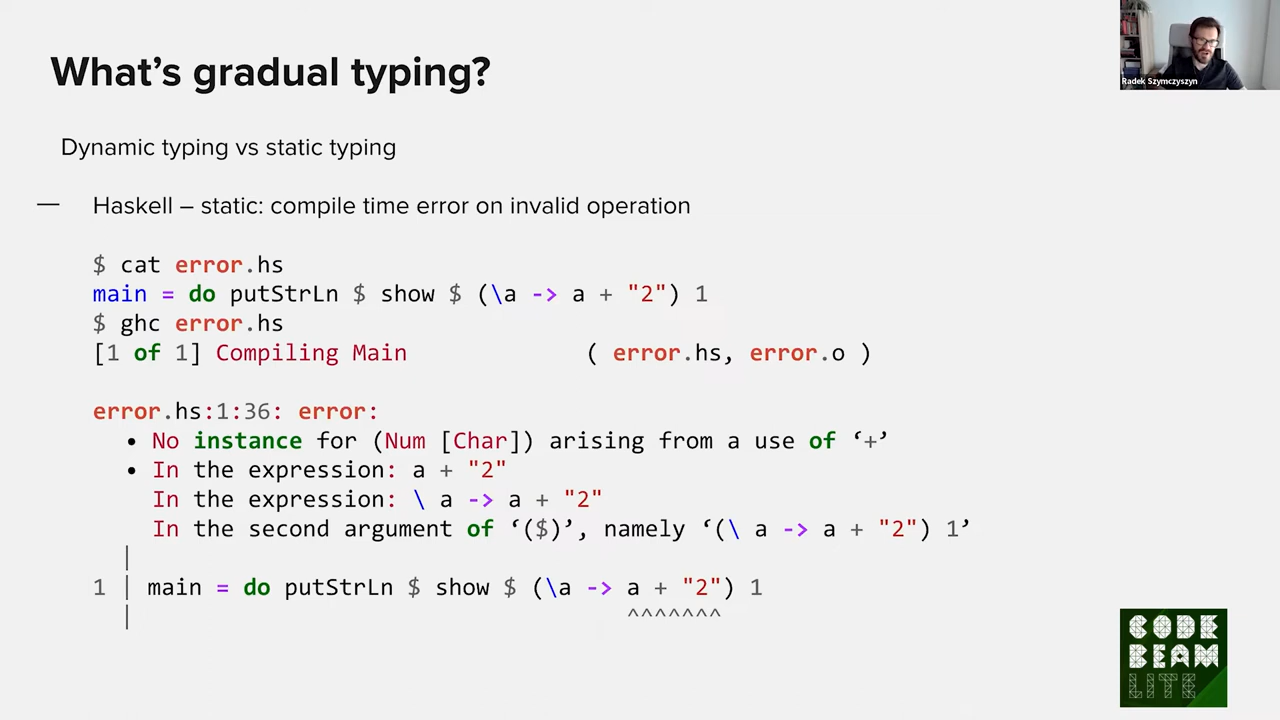 What's gradual typing?
Radek Szymczyszyn
Dynamic typing vs static typing
— Haskell – static: compile time error on invalid operation
$ cat error.hs
main = do putStrLn $ show $ (\a -> a + "2") 1
$ ghc error.hs
[1 of 1] Compiling Main ( error.hs, error.o )
error.hs:1:36: error:
• No instance for (Num [Char]) arising from a use of ‘+’
• In the expression: a + "2"
In the expression: \ a -> a + "2"
In the second argument of ‘($)’, namely ‘(\ a -> a + "2") 1’
|
1 | main = do putStrLn $ show $ (\a -> a + "2") 1
| ^^^^^^^
CODE
BEAM
LITE